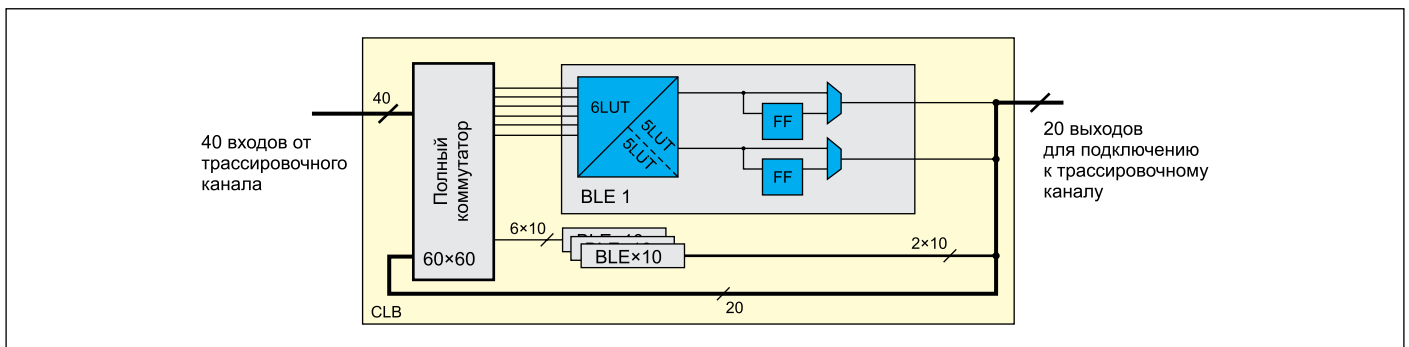 40
40 входов от
трассировочного
канала
Полный
коммутатор
60×60
6LUT
5LUT
5LUT
FF
FF
BLE 1
6×10
BLE×10
2×10
20
CLB
20 выходов
для подключению
к трассировочному
каналу